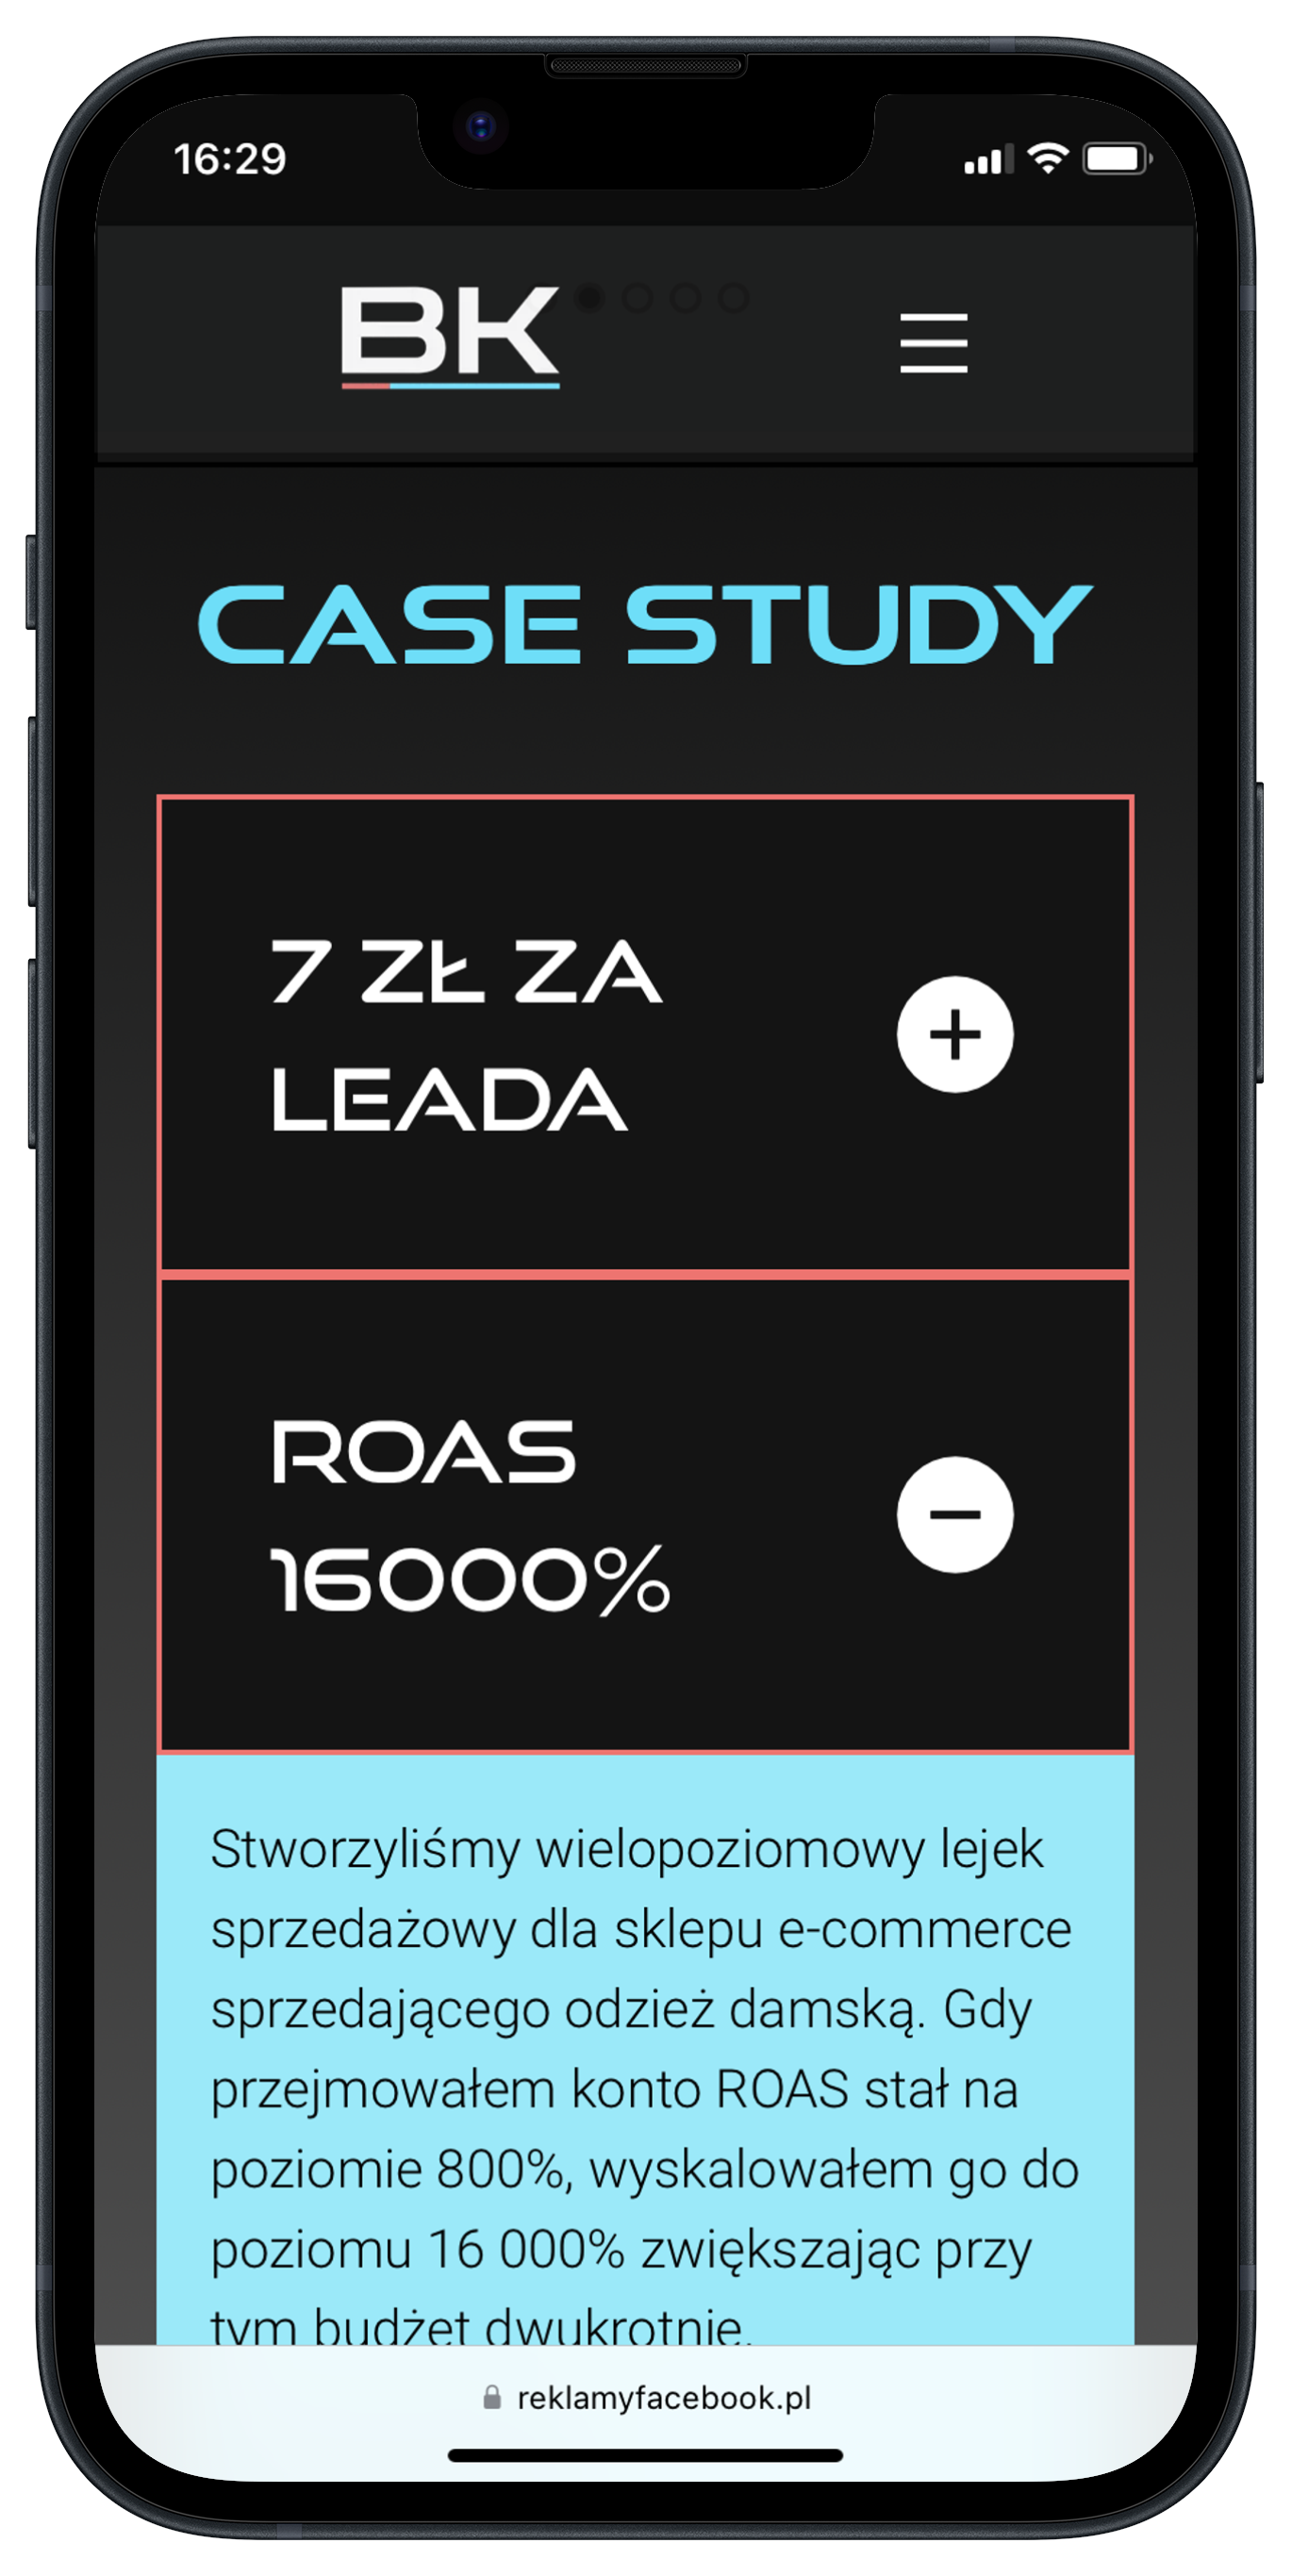 16:29
BK
CASE STUDY
7 ZŁ ZA
LEADA
ROAS
16000%
Stworzyliśmy wielopoziomowy lejek
sprzedażowy dla sklepu e-commerce
sprzedającego odzież damską. Gdy
przejmowałem konto ROAS stał na
poziomie 800%, wyskalowałem go do
poziomu 16 000% zwiększając przy
tym budżet dwukrotnie.
reklamyfacebook.pl